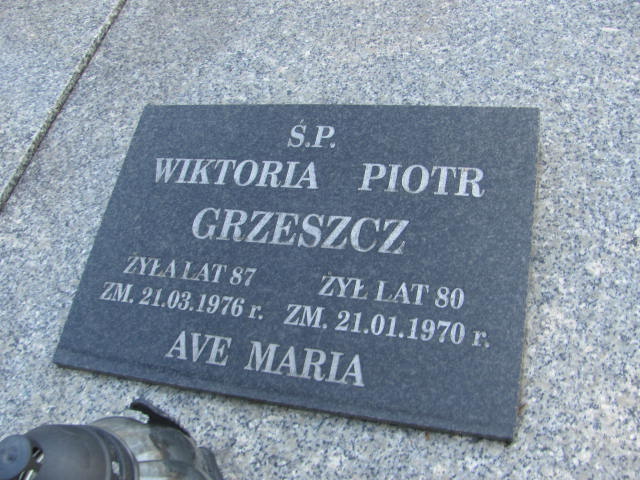 Ś.P.
WIKTORIA PIOTR
GRZESZCZ
ŻYŁA LAT 87 ŻYŁ LAT 80
ZM. 21.03.1976 r. ZM. 21.01.1970 r.
AVE MARIA